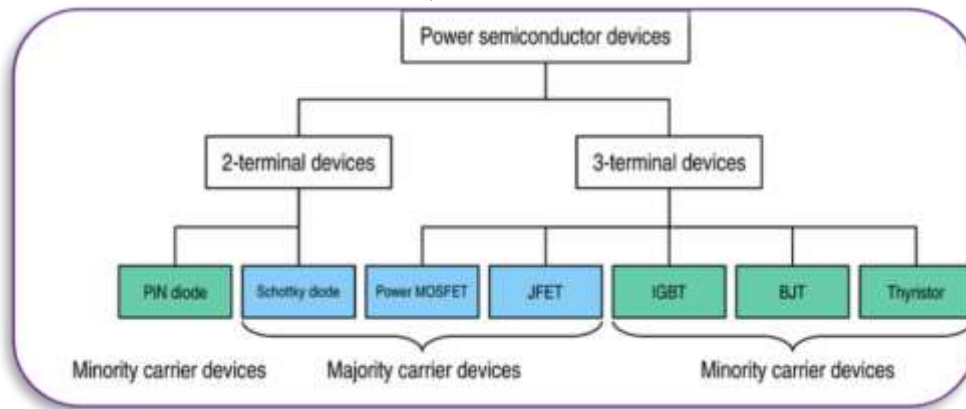 Power semiconductor devices
2-terminal devices
3-terminal devices
PIN diode
Schottky diode
Power MOSFET
JFET
IGBT
BJT
Thyristor
Minority carrier devices
Majority carrier devices
Minority carrier devices